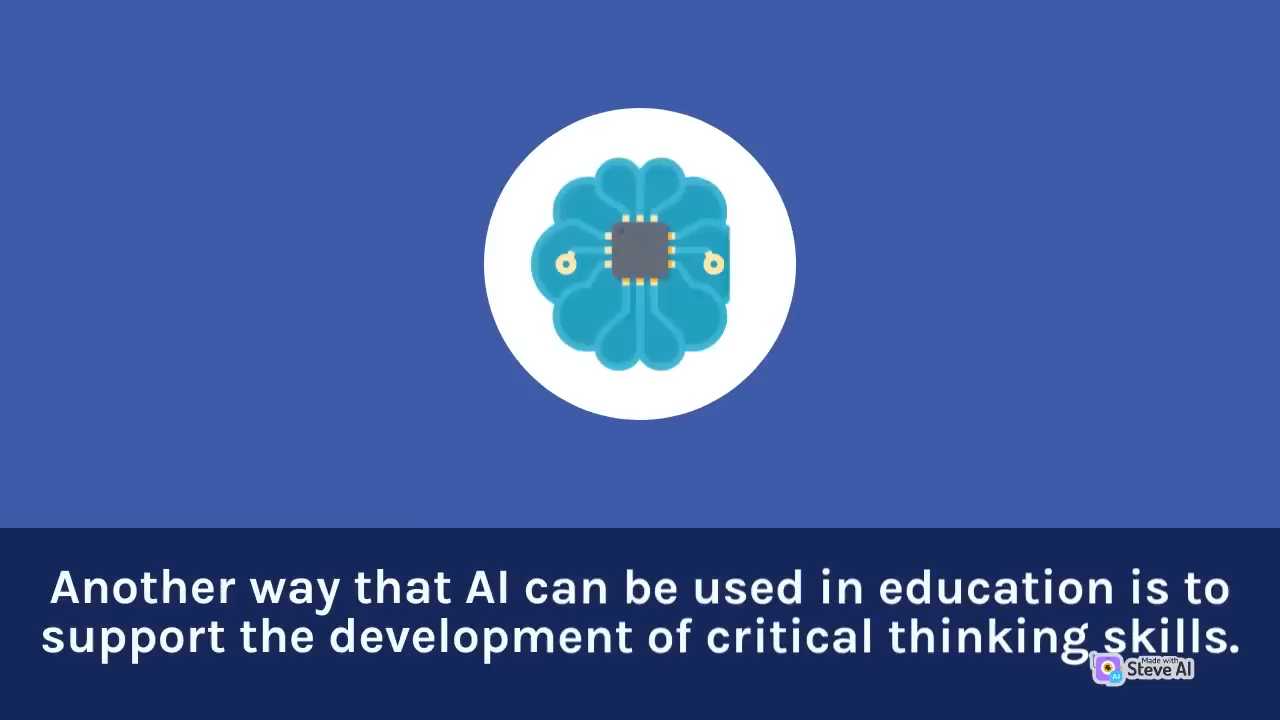 Another way that AI can be used in education is to
support the development of critical thinking skills.
Made with
Steve AI
AI